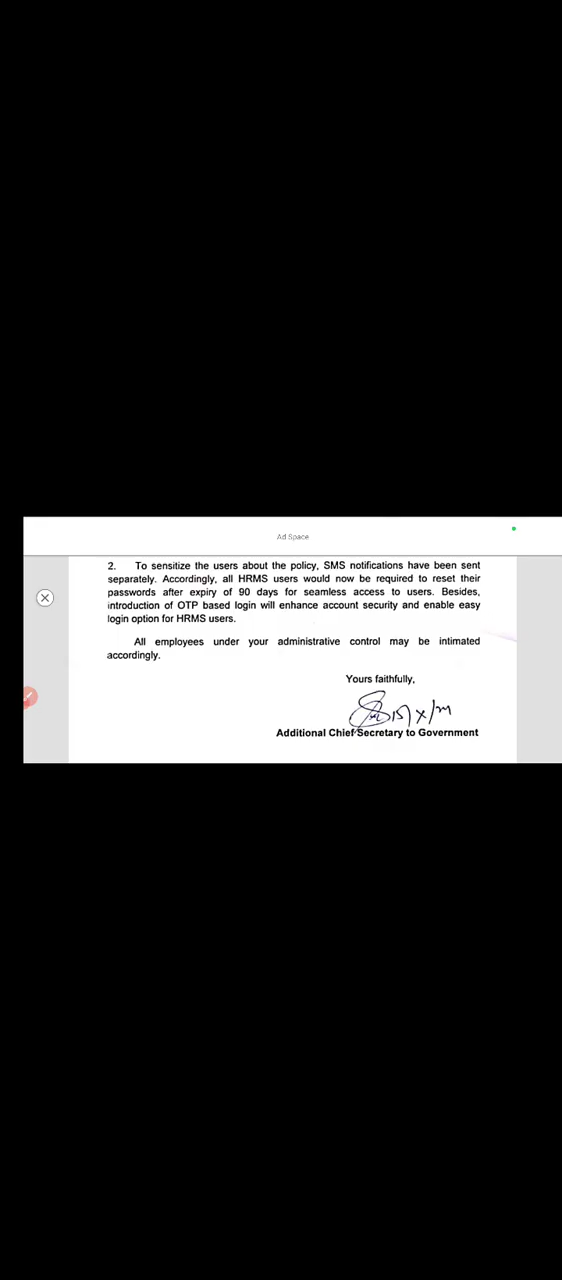 Ad Space
2. To sensitize the users about the policy, SMS notifications have been sent
separately. Accordingly, all HRMS users would now be required to reset their
passwords after expiry of 90 days for seamless access to users. Besides,
introduction of OTP based login will enhance account security and enable easy
login option for HRMS users.
All employees under your administrative control may be intimated
accordingly.
Yours faithfully,
Additional Chief Secretary to Government